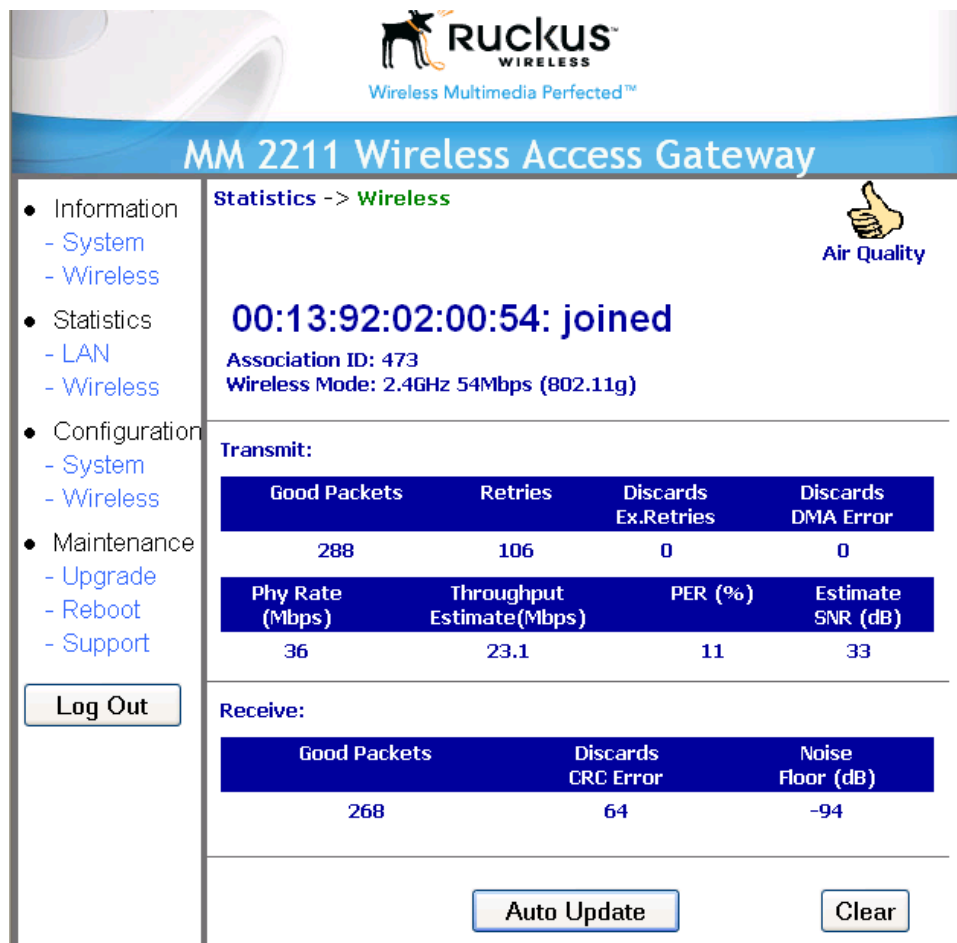 RUCKUS™
WIRELESS
Wireless Multimedia Perfected™
MM 2211 Wireless Access Gateway
Information
- System
- Wireless
Statistics
- LAN
- Wireless
Configuration
- System
- Wireless
Maintenance
- Upgrade
- Reboot
- Support
Log Out
Statistics -> Wireless
Air Quality
00:13:92:02:00:54: joined
Association ID: 473
Wireless Mode: 2.4GHz 54Mbps (802.11g)
Transmit:
Good Packets Retries Discards Ex.Retries Discards DMA Error
288 106 0 0
Phy Rate (Mbps) Throughput Estimate(Mbps) PER (%) Estimate SNR (dB)
36 23.1 11 33
Receive:
Good Packets Discards CRC Error Noise Floor (dB)
268 64 -94
Auto Update Clear